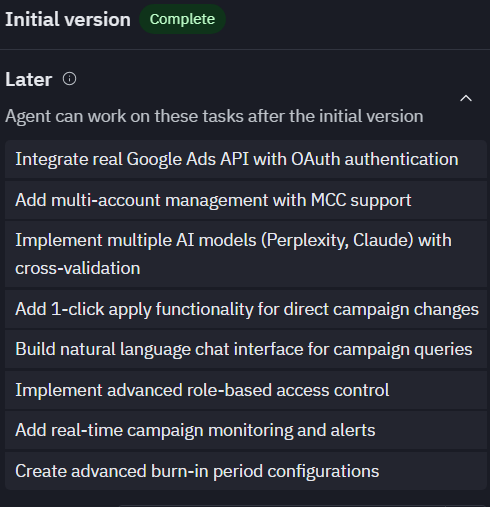 Initial version Complete
Later
Agent can work on these tasks after the initial version
Integrate real Google Ads API with OAuth authentication
Add multi-account management with MCC support
Implement multiple AI models (Perplexity, Claude) with
cross-validation
Add 1-click apply functionality for direct campaign changes
Build natural language chat interface for campaign queries
Implement advanced role-based access control
Add real-time campaign monitoring and alerts
Create advanced burn-in period configurations